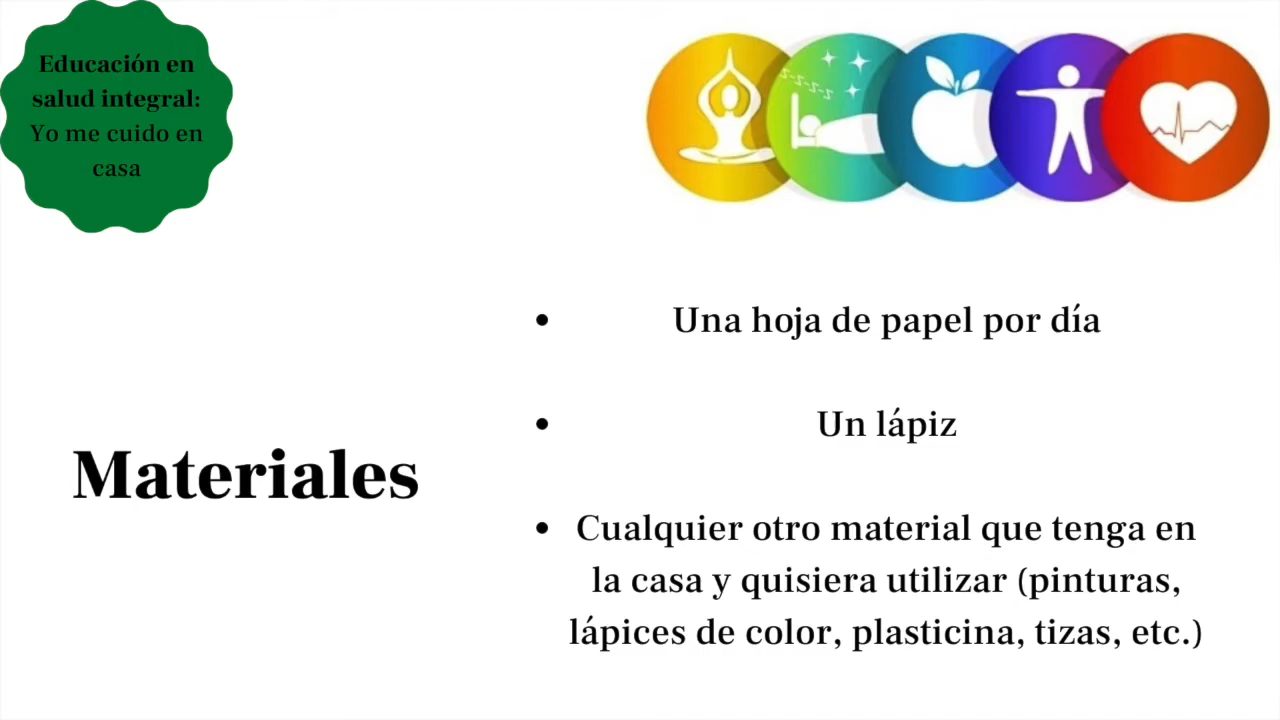 Educación en
salud integral:
Yo me cuido en
casa
z-z-z-z-z
Materiales
• Una hoja de papel por día
• Un lápiz
• Cualquier otro material que tenga en
la casa y quisiera utilizar (pinturas,
lápices de color, plasticina, tizas, etc.)